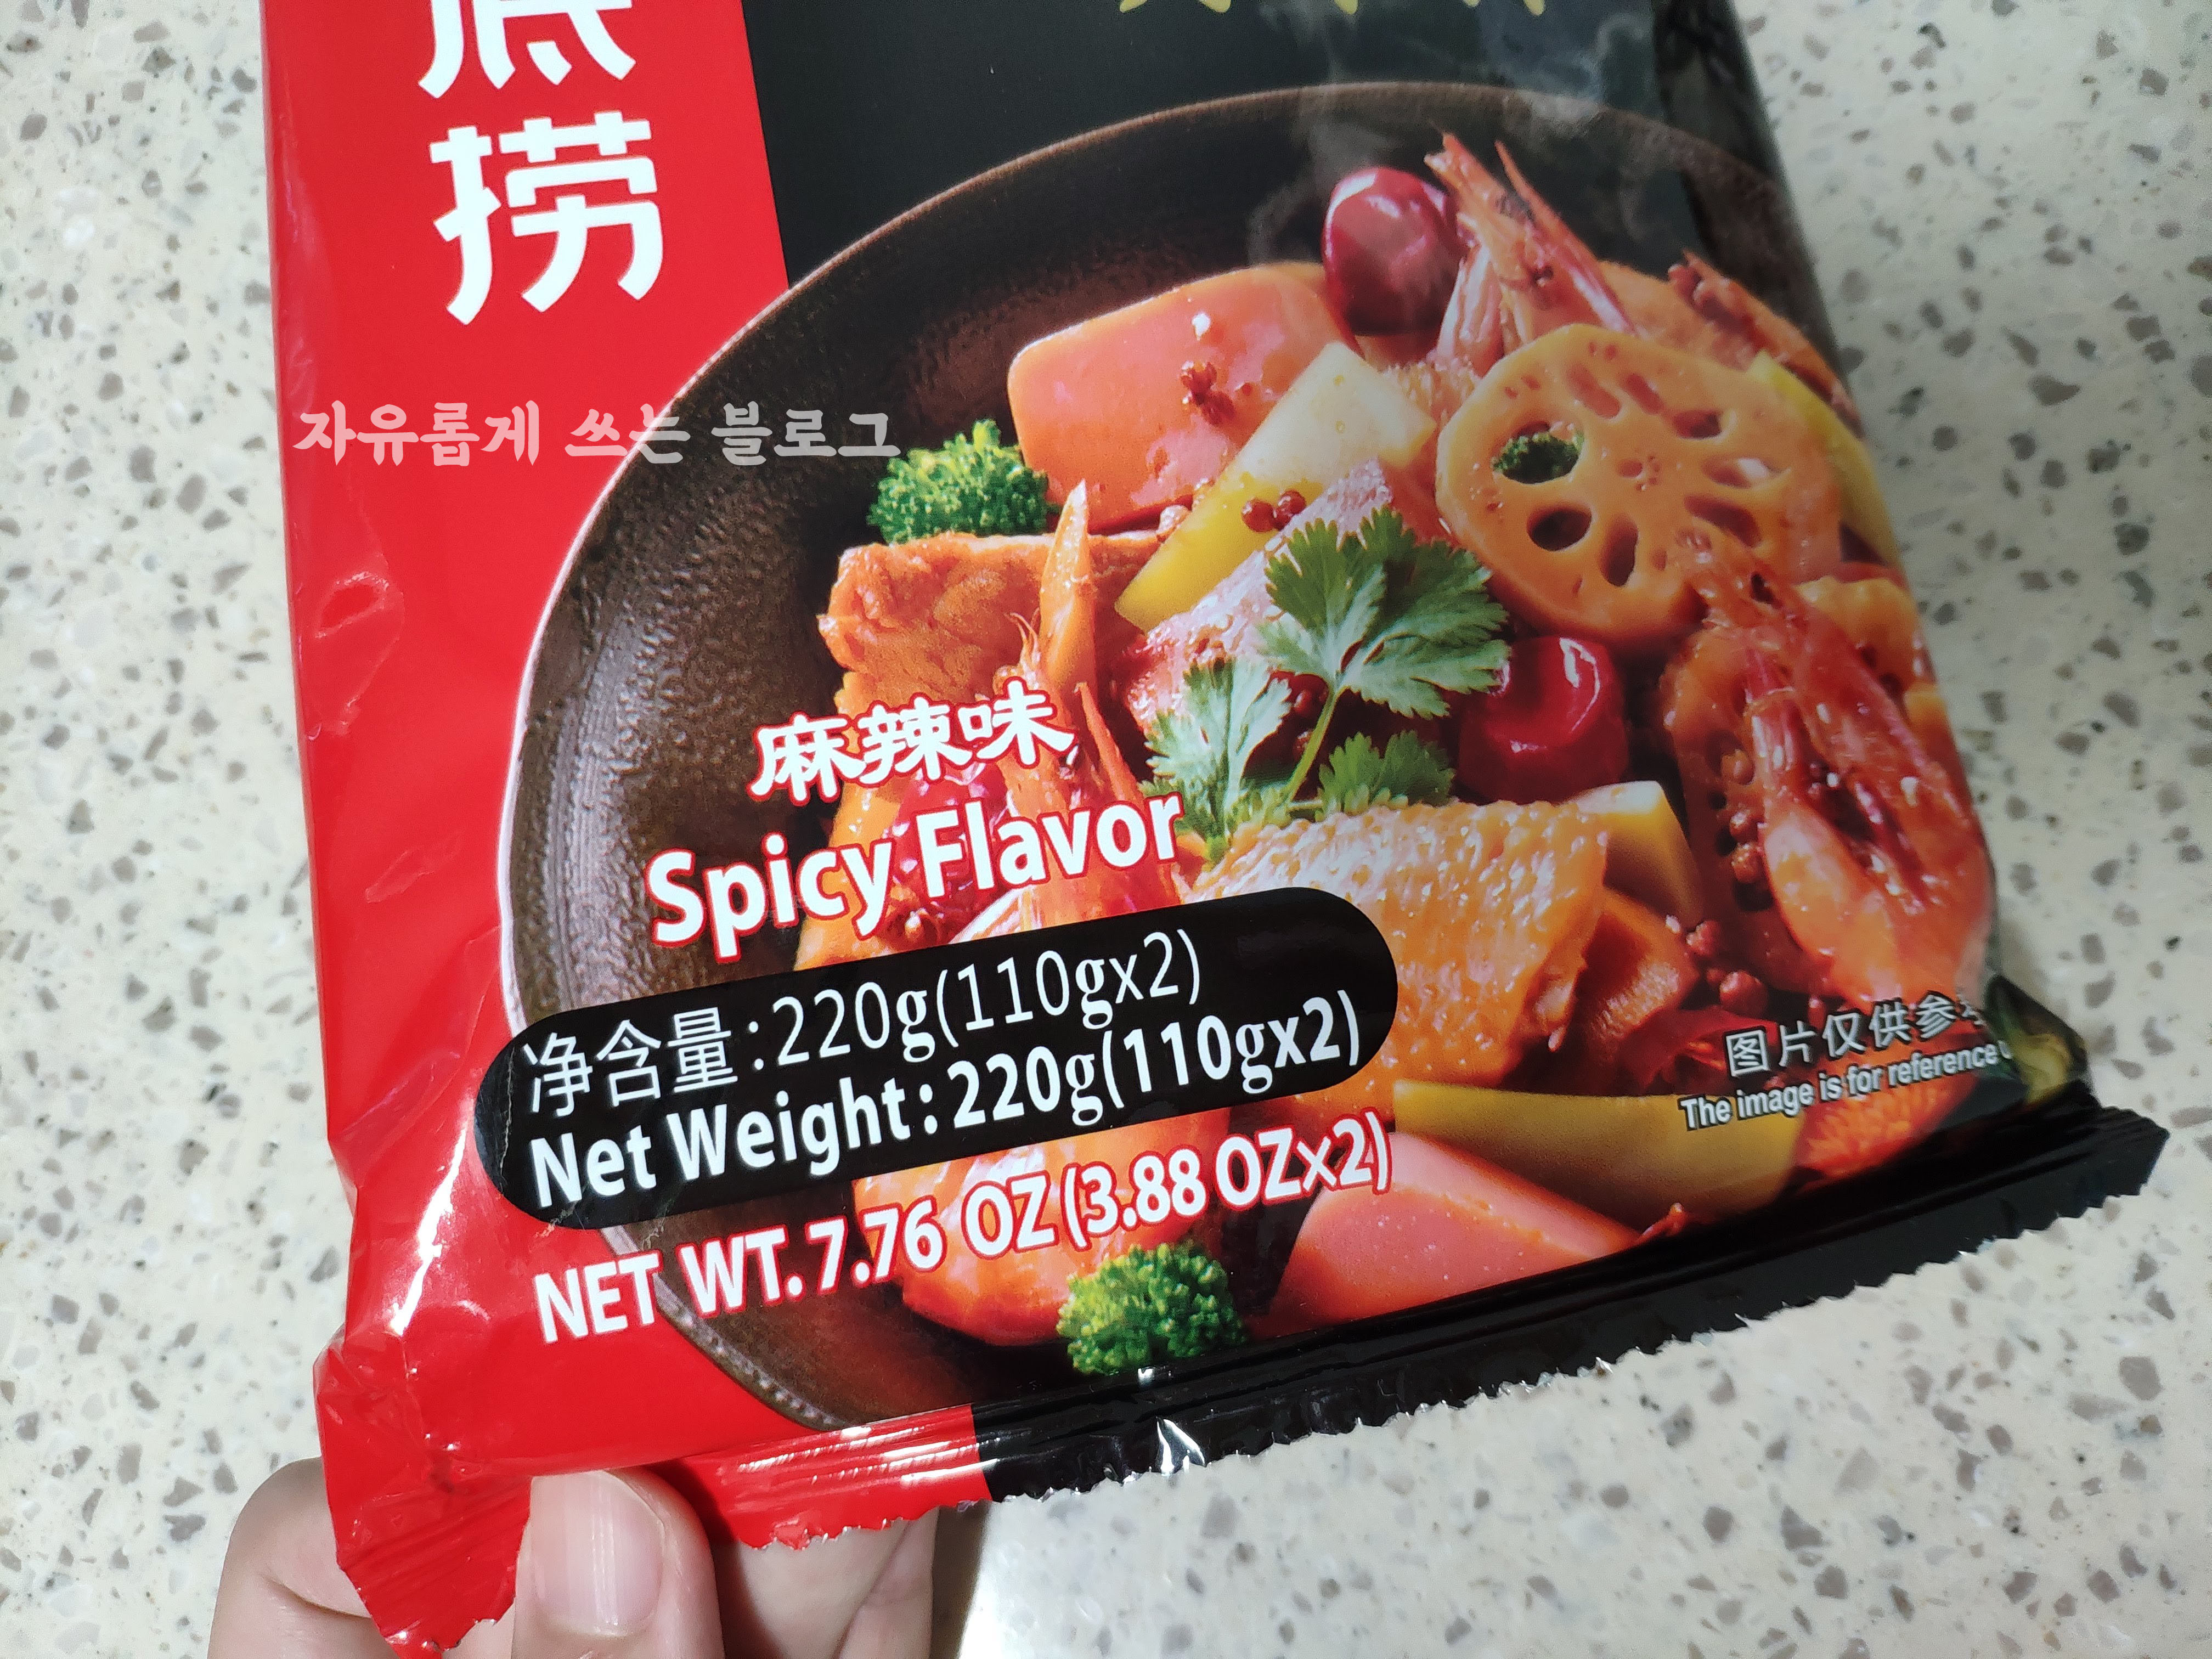 底
捞
자유롭게 쓰는 블로그
麻辣味
Spicy Flavor
净含量:220g(110gx2)
Net Weight:220g(110gx2)
NET WT. 7.76 OZ (3.88 OZx2)
图片仅供参
The image is for reference